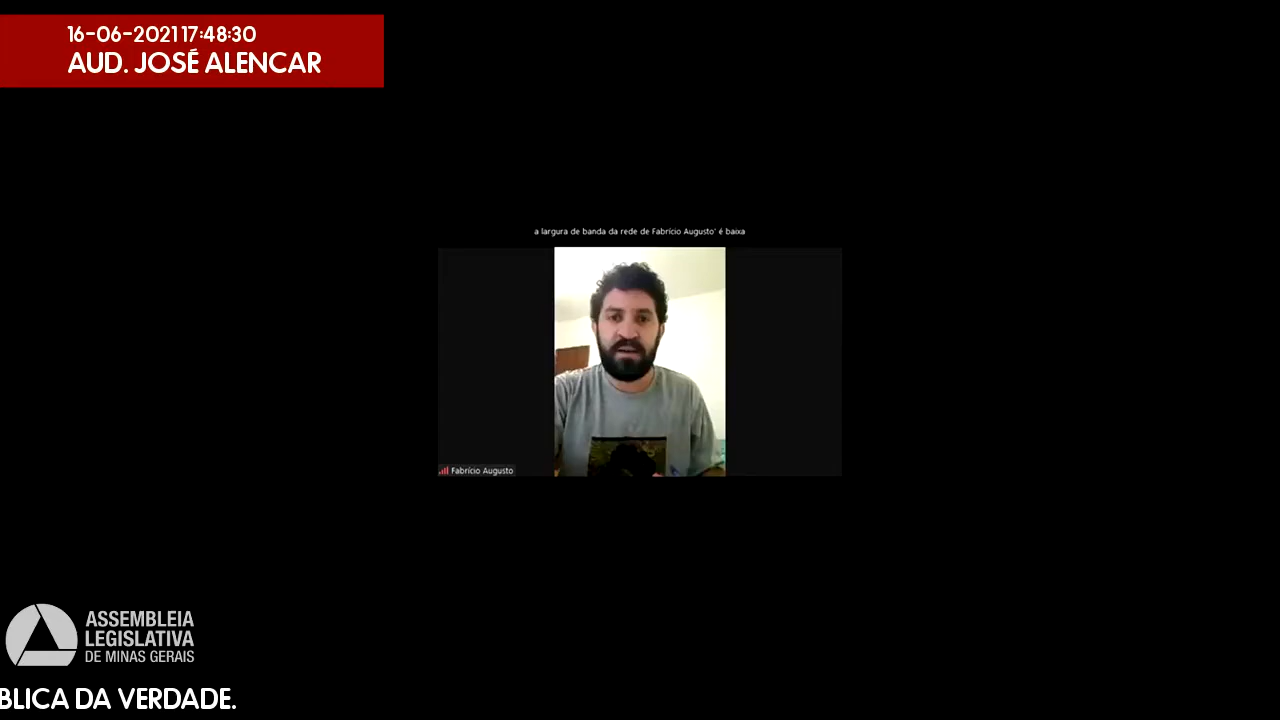 16-06-2021 17:48:30
AUD. JOSÉ ALENCAR
a largura de banda da rede de Fabrício Augusto' é baixa
Fabrício Augusto
ASSEMBLEIA
LEGISLATIVA
DE MINAS GERAIS
BLICA DA VERDADE.